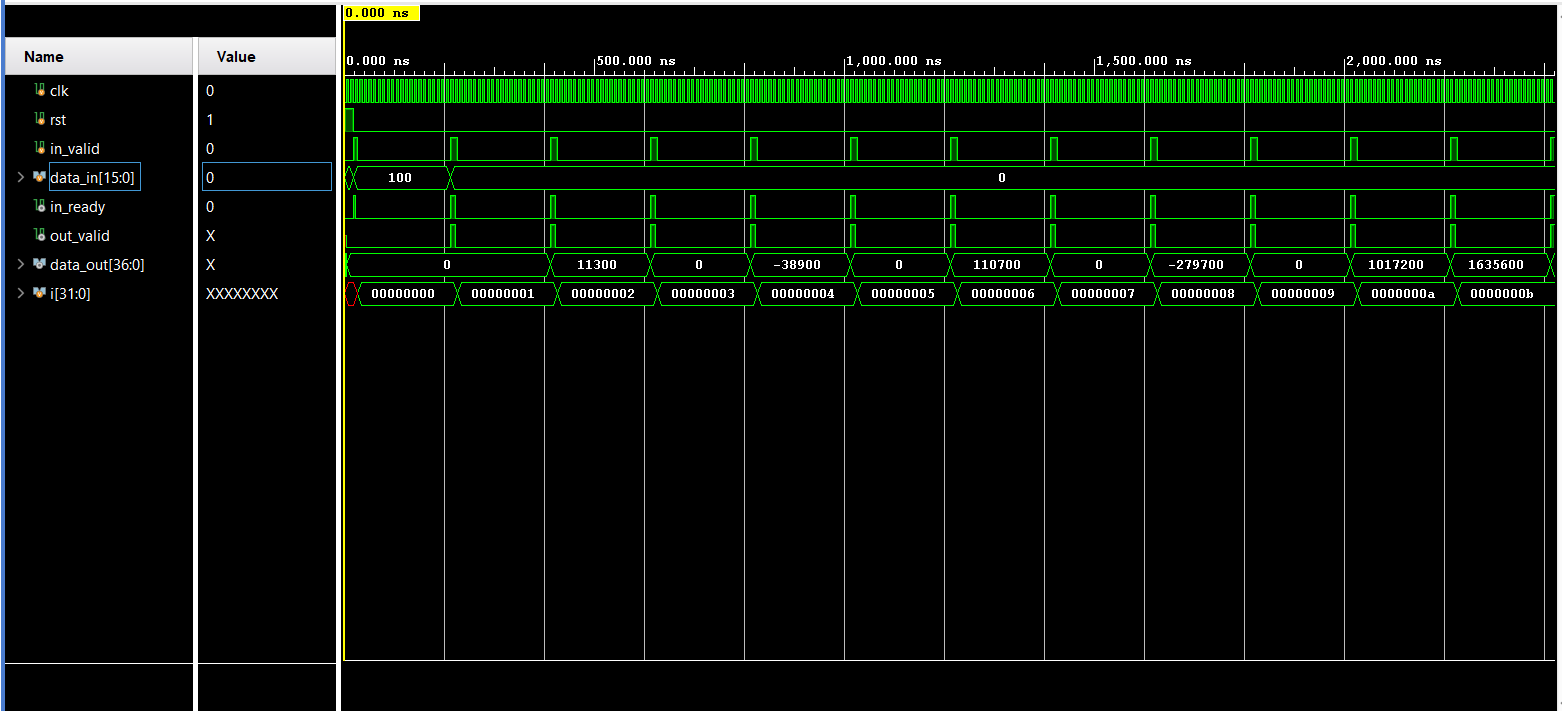 0.000 ns
Name Value
0.000 ns 500.000 ns 1,000.000 ns 1,500.000 ns 2,000.000 ns
clk 0
rst 1
in_valid 0
data_in[15:0] 0 100 0
in_ready 0
out_valid X
data_out[36:0] X 0 11300 0 -38900 0 110700 0 -279700 0 1017200 1635600
i[31:0] XXXXXXXX 00000000 00000001 00000002 00000003 00000004 00000005 00000006 00000007 00000008 00000009 0000000a 0000000b